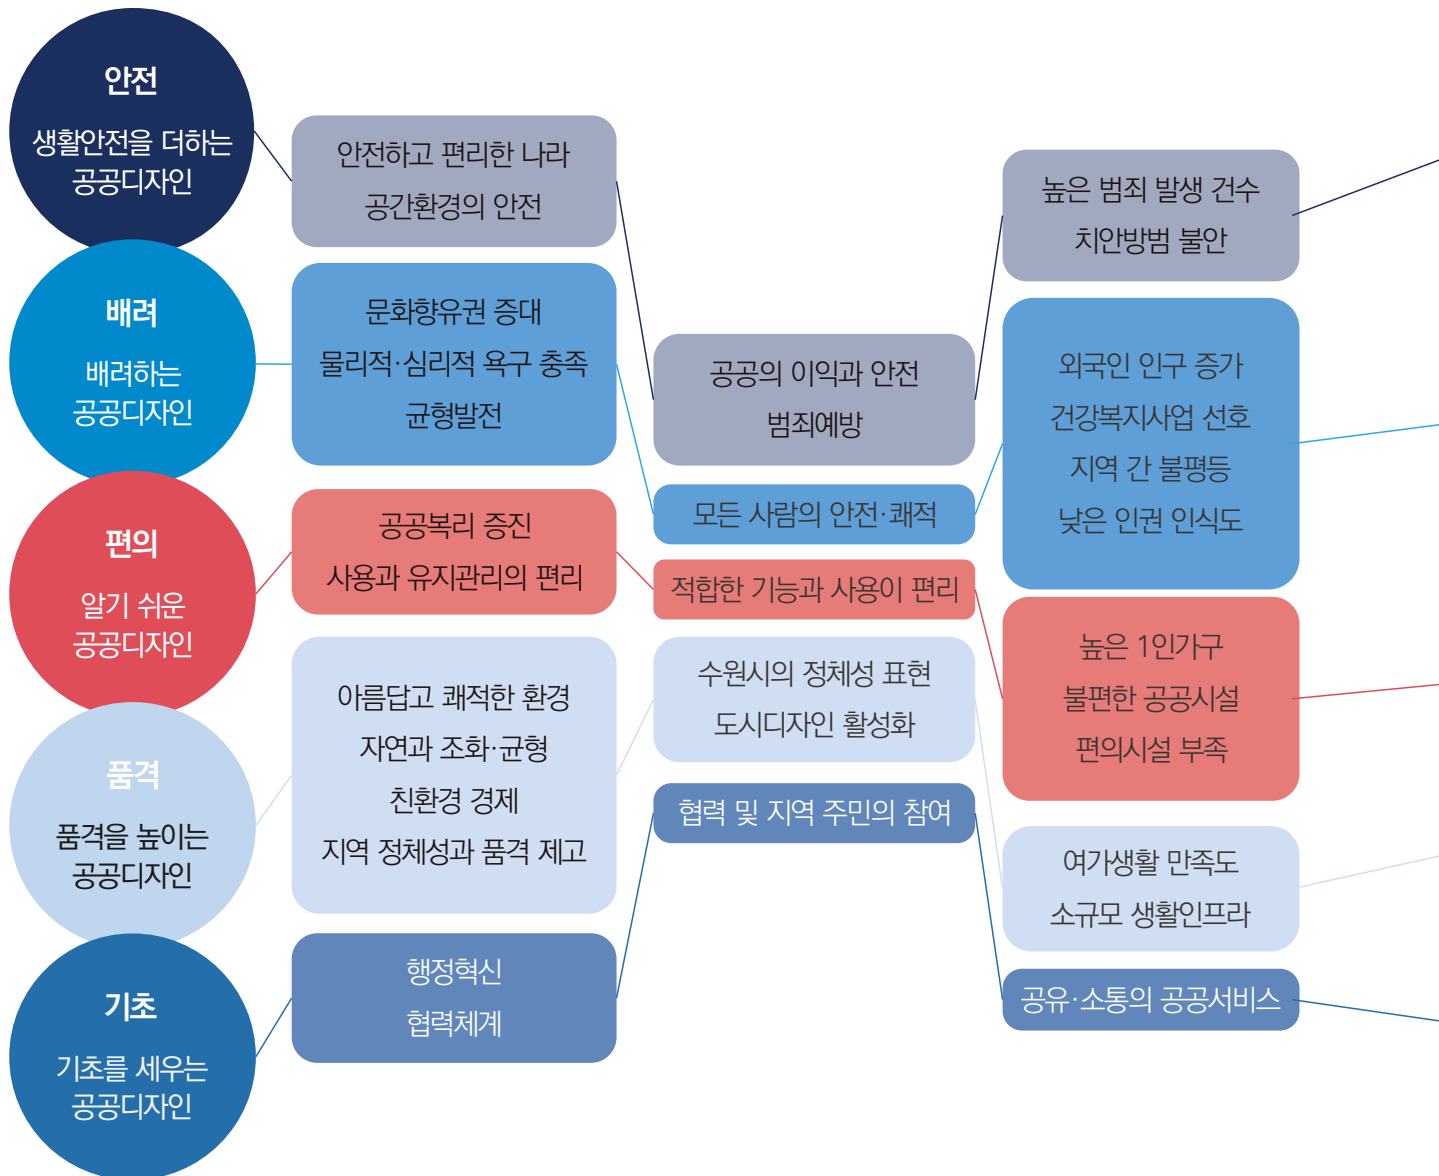 안전
생활안전을 더하는
공공디자인
배려
배려하는
공공디자인
편의
알기 쉬운
공공디자인
품격
품격을 높이는
공공디자인
기초
기초를 세우는
공공디자인
안전하고 편리한 나라
공간환경의 안전
문화향유권 증대
물리적·심리적 욕구 충족
균형발전
공공복리 증진
사용과 유지관리의 편리
아름답고 쾌적한 환경
자연과 조화·균형
친환경 경제
지역 정체성과 품격 제고
행정혁신
협력체계
공공의 이익과 안전
범죄예방
모든 사람의 안전·쾌적
적합한 기능과 사용이 편리
수원시의 정체성 표현
도시디자인 활성화
협력 및 지역 주민의 참여
높은 범죄 발생 건수
치안방범 불안
외국인 인구 증가
건강복지사업 선호
지역 간 불평등
낮은 인권 인식도
높은 1인가구
불편한 공공시설
편의시설 부족
여가생활 만족도
소규모 생활인프라
공유·소통의 공공서비스